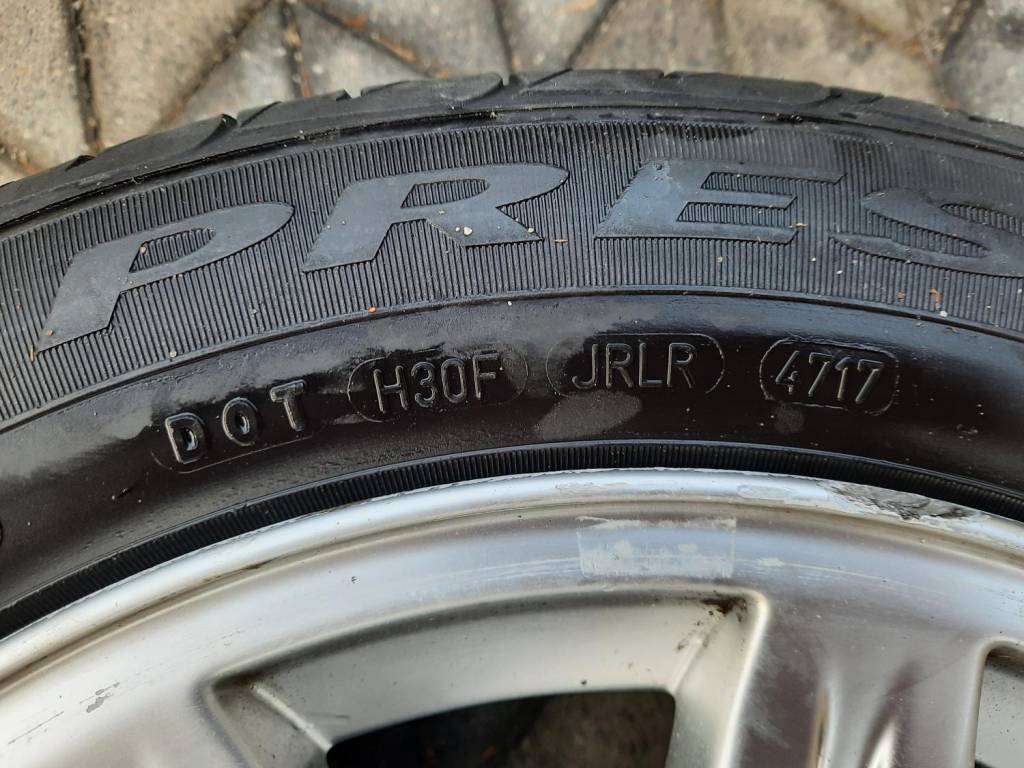 PRES
DOT H30F JRLR 4717